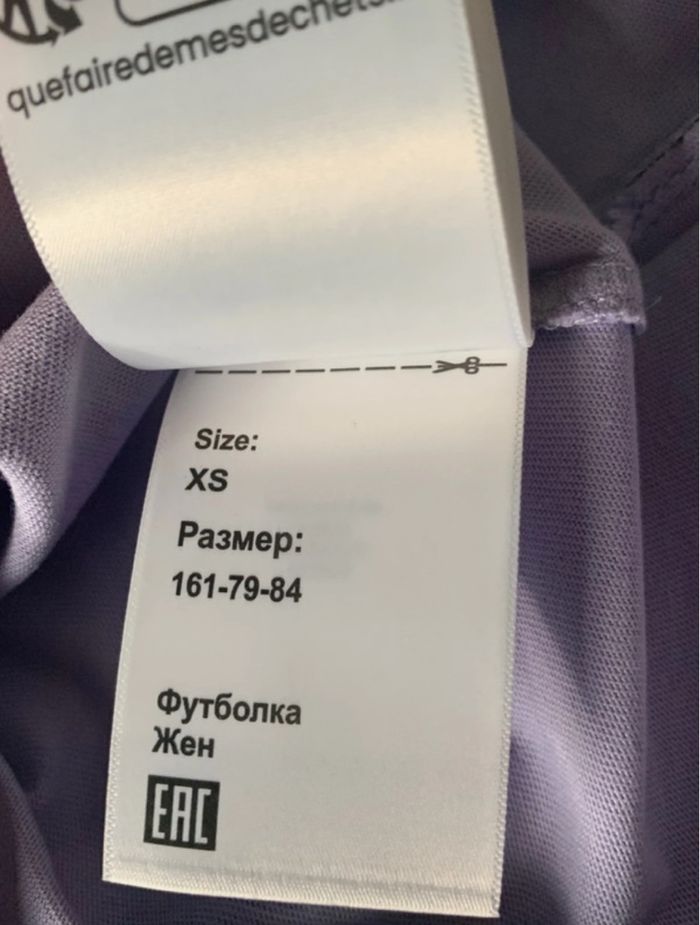 quefairedemesdechets
Size:
XS
Размер:
161-79-84
Футболка
Жен
EAC